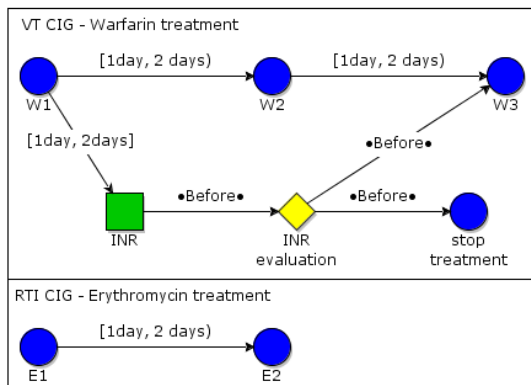 VT CIG - Warfarin treatment
[1day, 2 days)
[1day, 2 days)
W1
W2
W3
•Before•
[1day, 2days]
•Before•
•Before•
INR
INR
evaluation
stop
treatment
RTI CIG - Erythromycin treatment
[1day, 2 days)
E1
E2